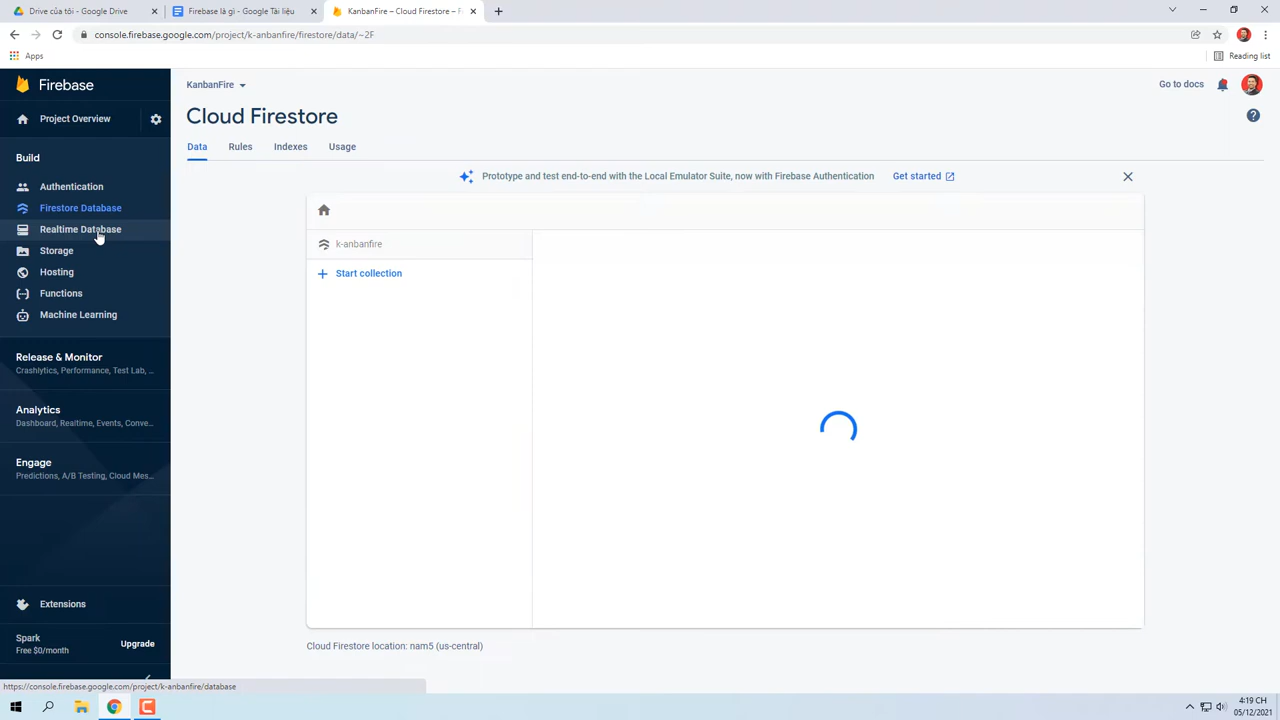 Drive của tôi - Google Drive
Firebase là gì - Google Tài liệu
KanbanFire – Cloud Firestore – F
console.firebase.google.com/project/k-anbanfire/firestore/data/~2F
Apps
Reading list
Firebase
Project Overview
Build
Authentication
Firestore Database
Realtime Database
Storage
Hosting
Functions
Machine Learning
Release & Monitor
Crashlytics, Performance, Test Lab, ...
Analytics
Dashboard, Realtime, Events, Conve...
Engage
Predictions, A/B Testing, Cloud Mes...
Extensions
Spark
Free $0/month
Upgrade
KanbanFire
Go to docs
Cloud Firestore
Data
Rules
Indexes
Usage
Prototype and test end-to-end with the Local Emulator Suite, now with Firebase Authentication
Get started
k-anbanfire
Start collection
Cloud Firestore location: nam5 (us-central)
https://console.firebase.google.com/project/k-anbanfire/database
4:19 CH
05/12/2021